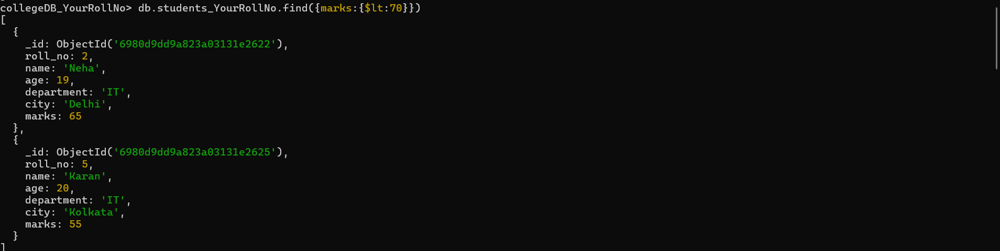 collegeDB_YourRollNo> db.students_YourRollNo.find({marks:{$lt:70}})
[
  {
    _id: ObjectId('6980d9dd9a823a03131e2622'),
    roll_no: 2,
    name: 'Neha',
    age: 19,
    department: 'IT',
    city: 'Delhi',
    marks: 65
  },
  {
    _id: ObjectId('6980d9dd9a823a03131e2625'),
    roll_no: 5,
    name: 'Karan',
    age: 20,
    department: 'IT',
    city: 'Kolkata',
    marks: 55
  }
]